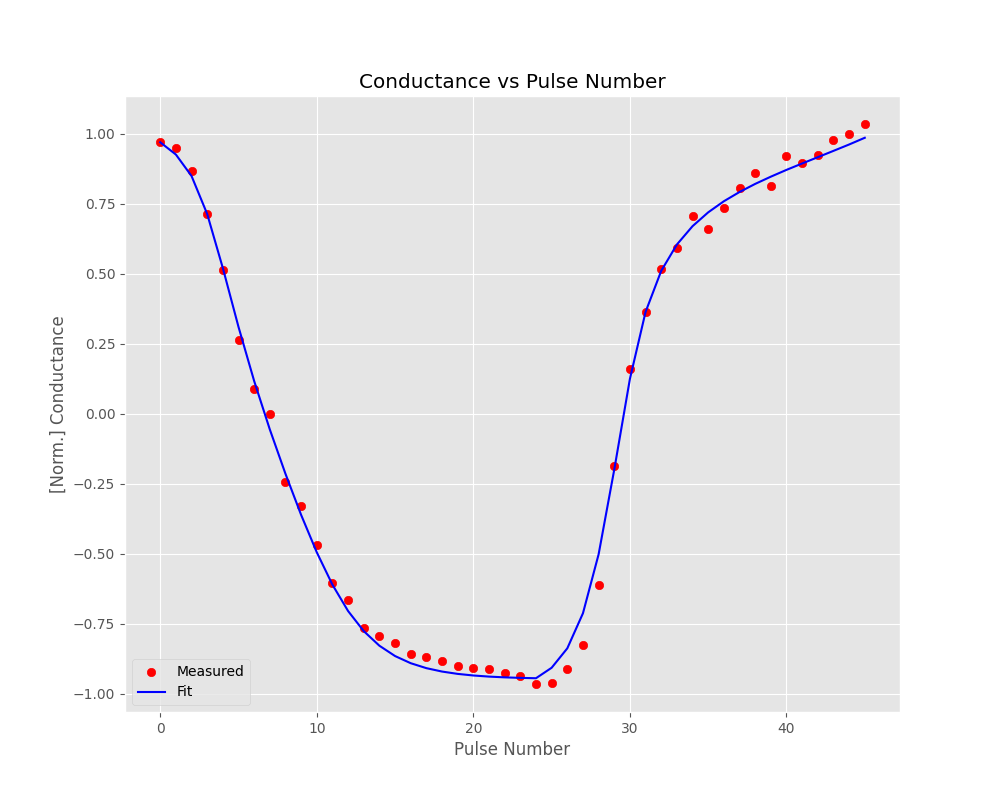 Conductance vs Pulse Number
[Norm.] Conductance
1.00
0.75
0.50
0.25
0.00
−0.25
−0.50
−0.75
−1.00
Measured
Fit
0 10 20 30 40
Pulse Number